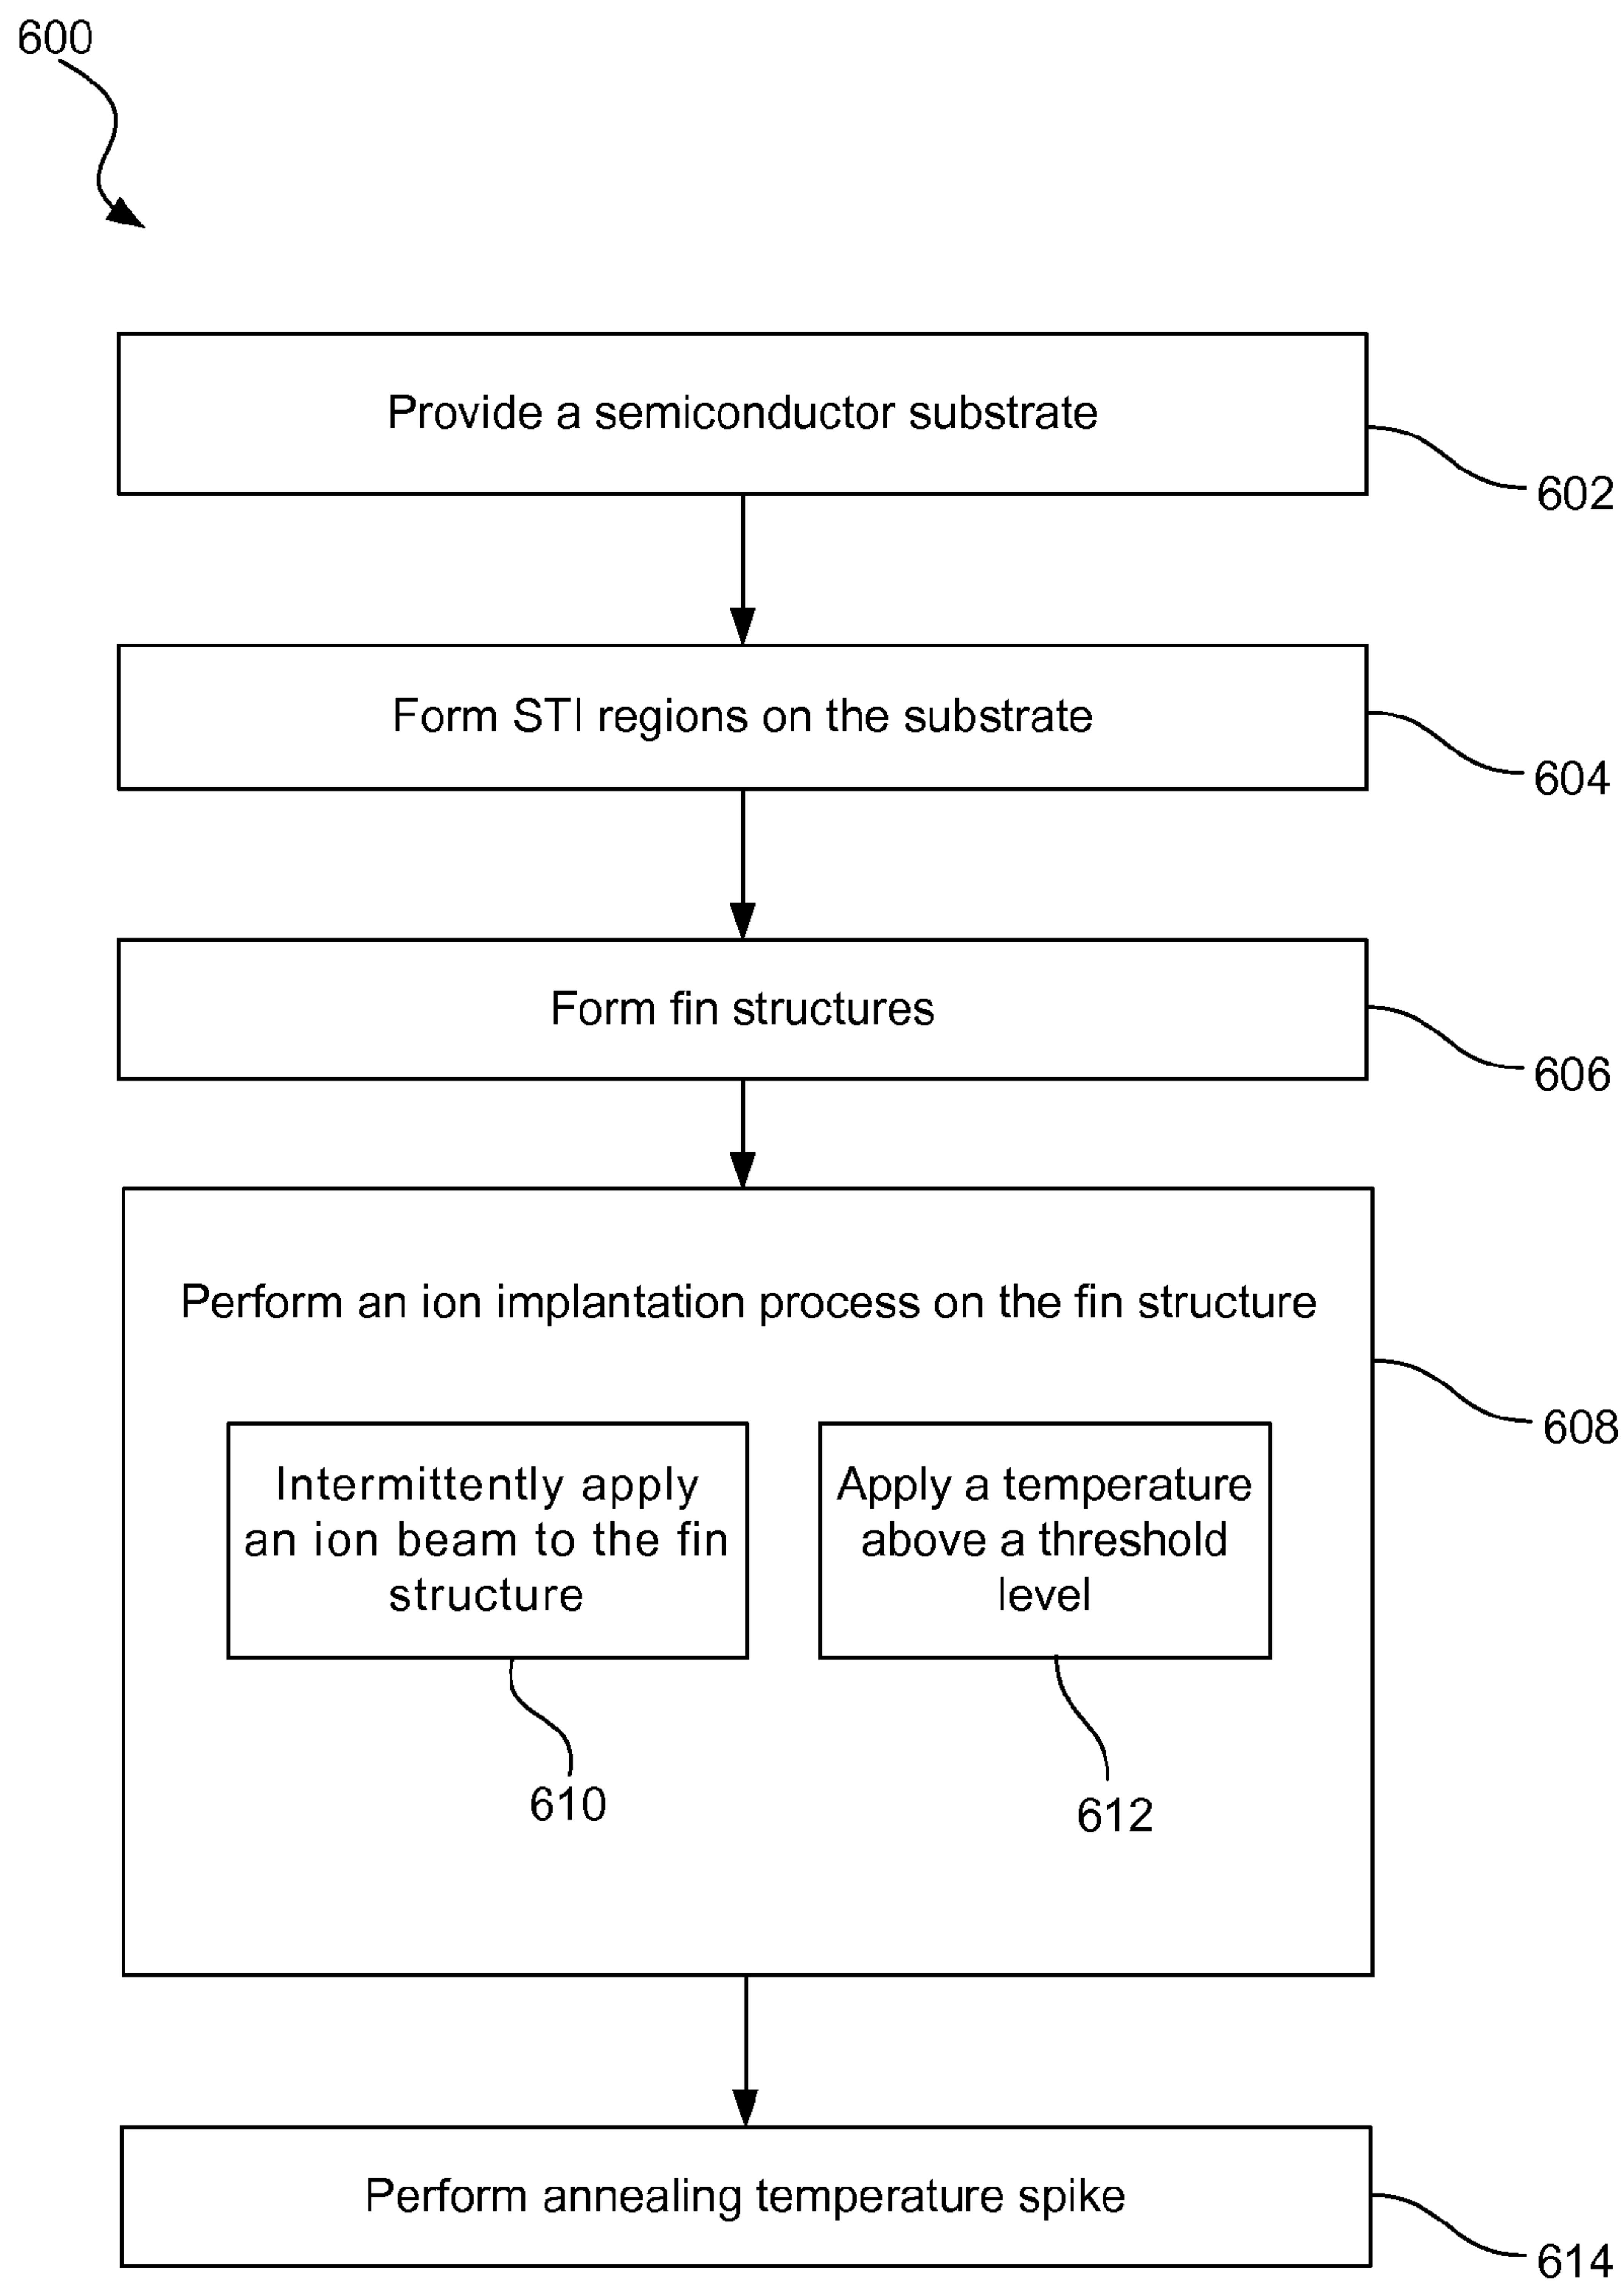 600
Provide a semiconductor substrate
602
Form STI regions on the substrate
604
Form fin structures
606
Perform an ion implantation process on the fin structure
608
Intermittently apply
an ion beam to the fin
structure
610
Apply a temperature
above a threshold
level
612
Perform annealing temperature spike
614